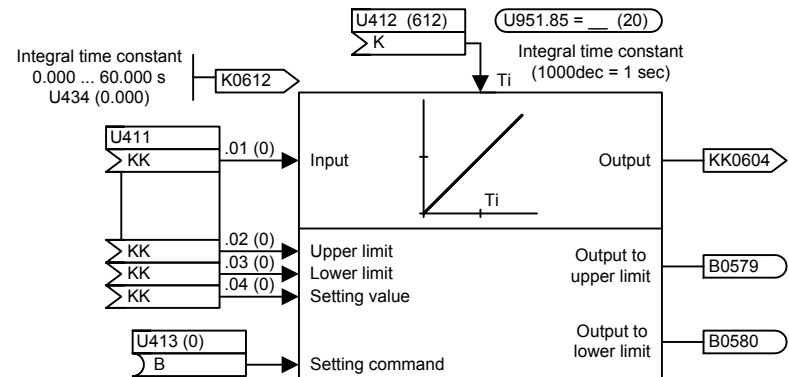 U412 (612)
K
U951.85 = __ (20)
Integral time constant
0.000 ... 60.000 s
U434 (0.000)
K0612
Integral time constant
(1000dec = 1 sec)
Ti
U411
KK
.01 (0)
Input
Ti
Output
KK0604
KK
.02 (0)
Upper limit
KK
.03 (0)
Lower limit
KK
.04 (0)
Setting value
Output to
upper limit
B0579
U413 (0)
B
Setting command
Output to
lower limit
B0580